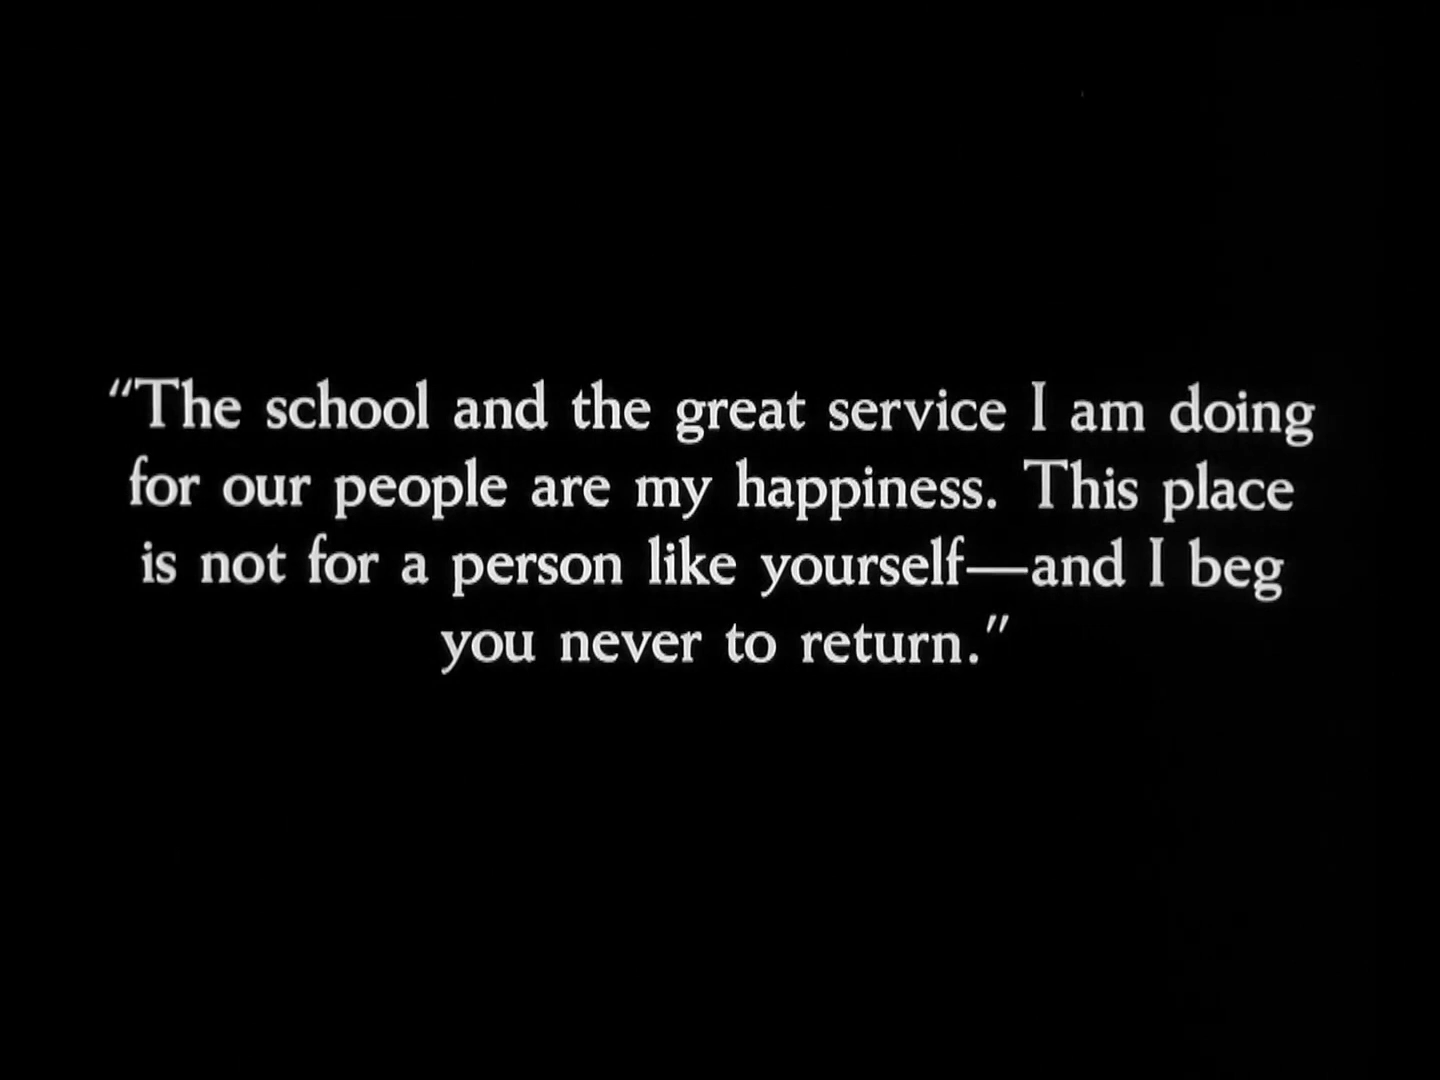 “The school and the great service I am doing
for our people are my happiness. This place
is not for a person like yourself—and I beg
you never to return.”